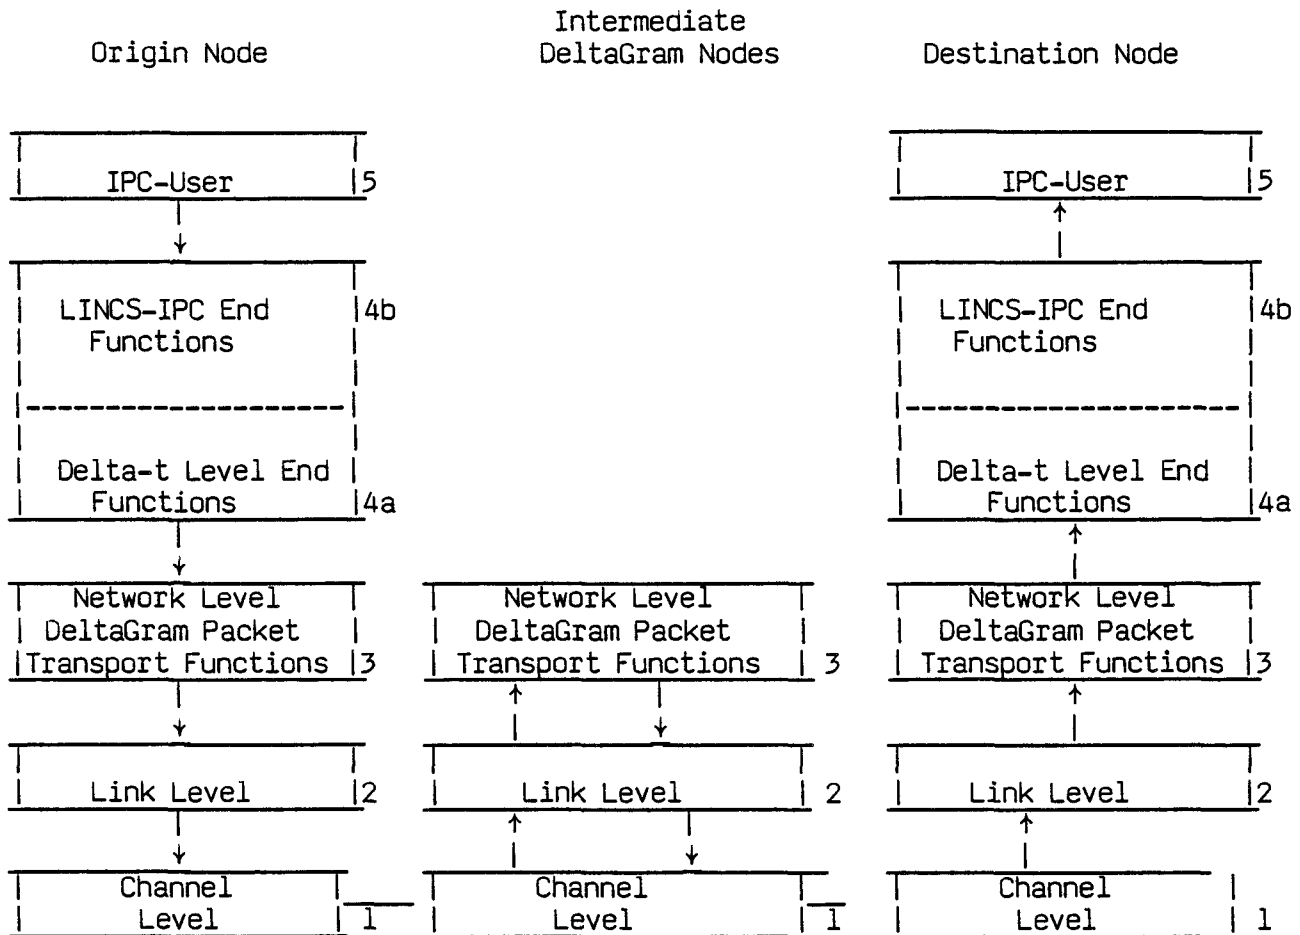 Intermediate
Origin Node DeltaGram Nodes Destination Node
IPC-User 5 IPC-User 5
LINCS-IPC End 4b LINCS-IPC End 4b
Functions Functions
Delta-t Level End Delta-t Level End
Functions 4a Functions 4a
Network Level Network Level Network Level
DeltaGram Packet DeltaGram Packet DeltaGram Packet
Transport Functions 3 Transport Functions 3 Transport Functions 3
Link Level 2 Link Level 2 Link Level 2
Channel Channel Channel
Level 1 Level 1 Level 1